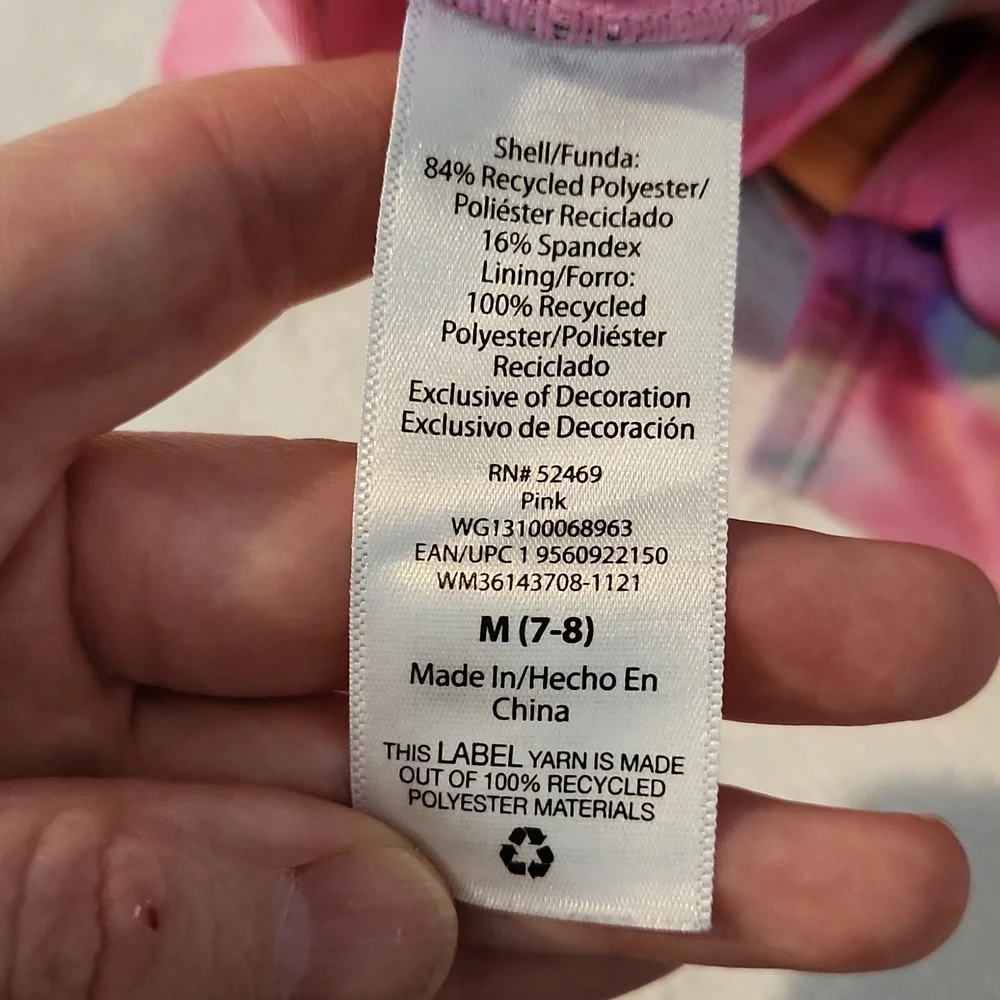 Shell/Funda:
84% Recycled Polyester/
Poliéster Reciclado
16% Spandex
Lining/Forro:
100% Recycled
Polyester/Poliéster
Reciclado
Exclusive of Decoration
Exclusivo de Decoración
RN# 52469
Pink
WG13100068963
EAN/UPC 1 9560922150
WM36143708-1121
M (7-8)
Made In/Hecho En
China
THIS LABEL YARN IS MADE
OUT OF 100% RECYCLED
POLYESTER MATERIALS